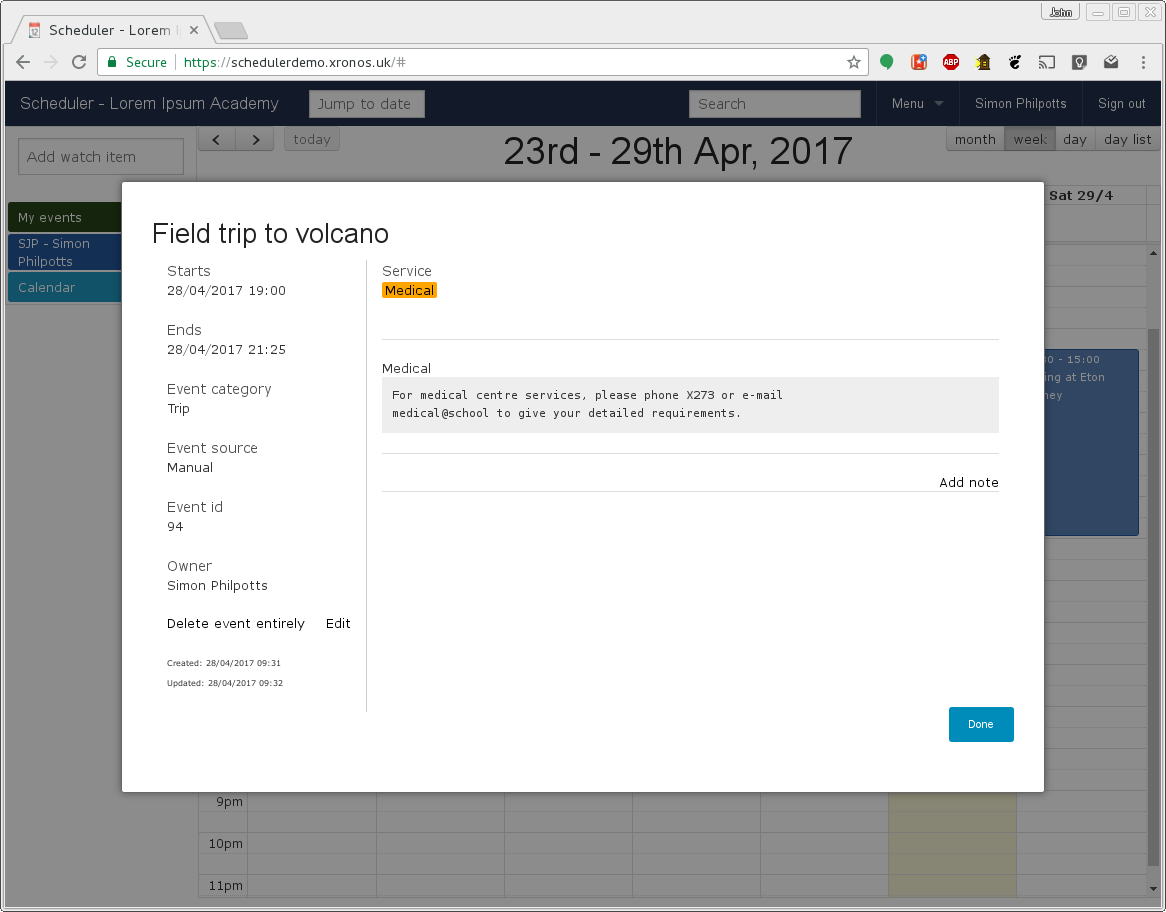 John
Scheduler - Lorem
Secure https://schedulerdemo.xronos.uk/#
ABP
Scheduler - Lorem Ipsum Academy
Jump to date
Search
Menu
Simon Philpotts
Sign out
Add watch item
today
23rd - 29th Apr, 2017
month
week
day
day list
Sat 29/4
My events
SJP - Simon
Philpotts
Calendar
Field trip to volcano
Starts
28/04/2017 19:00
Ends
28/04/2017 21:25
Event category
Trip
Event source
Manual
Event id
94
Owner
Simon Philpotts
Delete event entirely
Edit
Created: 28/04/2017 09:31
Updated: 28/04/2017 09:32
Service
Medical
Medical
For medical centre services, please phone X273 or e-mail
medical@school to give your detailed requirements.
Add note
Done
- 15:00
at Eton
9pm
10pm
11pm